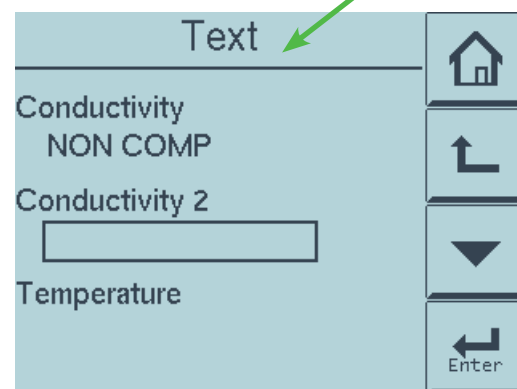 Text
Conductivity
NON COMP
Conductivity 2
Temperature
Enter